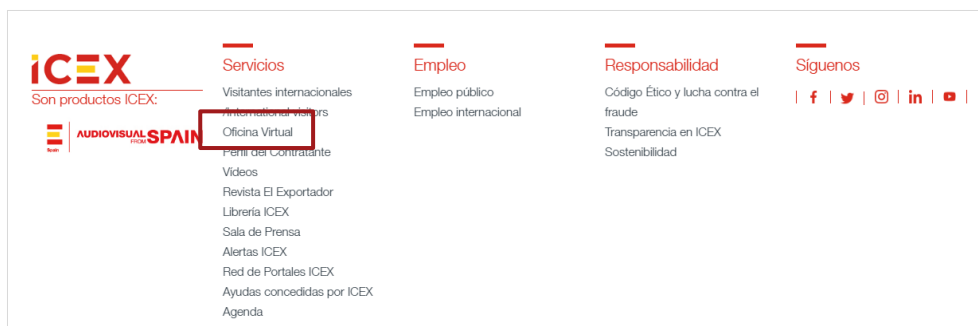 icex
Son productos ICEX:
AUDIOVISUAL FROM SPAIN
Servicios
Visitantes internacionales
/International visitors
Oficina Virtual
Perfil del Contratante
Vídeos
Revista El Exportador
Librería ICEX
Sala de Prensa
Alertas ICEX
Red de Portales ICEX
Ayudas concedidas por ICEX
Agenda
Empleo
Empleo público
Empleo internacional
Responsabilidad
Código Ético y lucha contra el
fraude
Transparencia en ICEX
Sostenibilidad
Síguenos